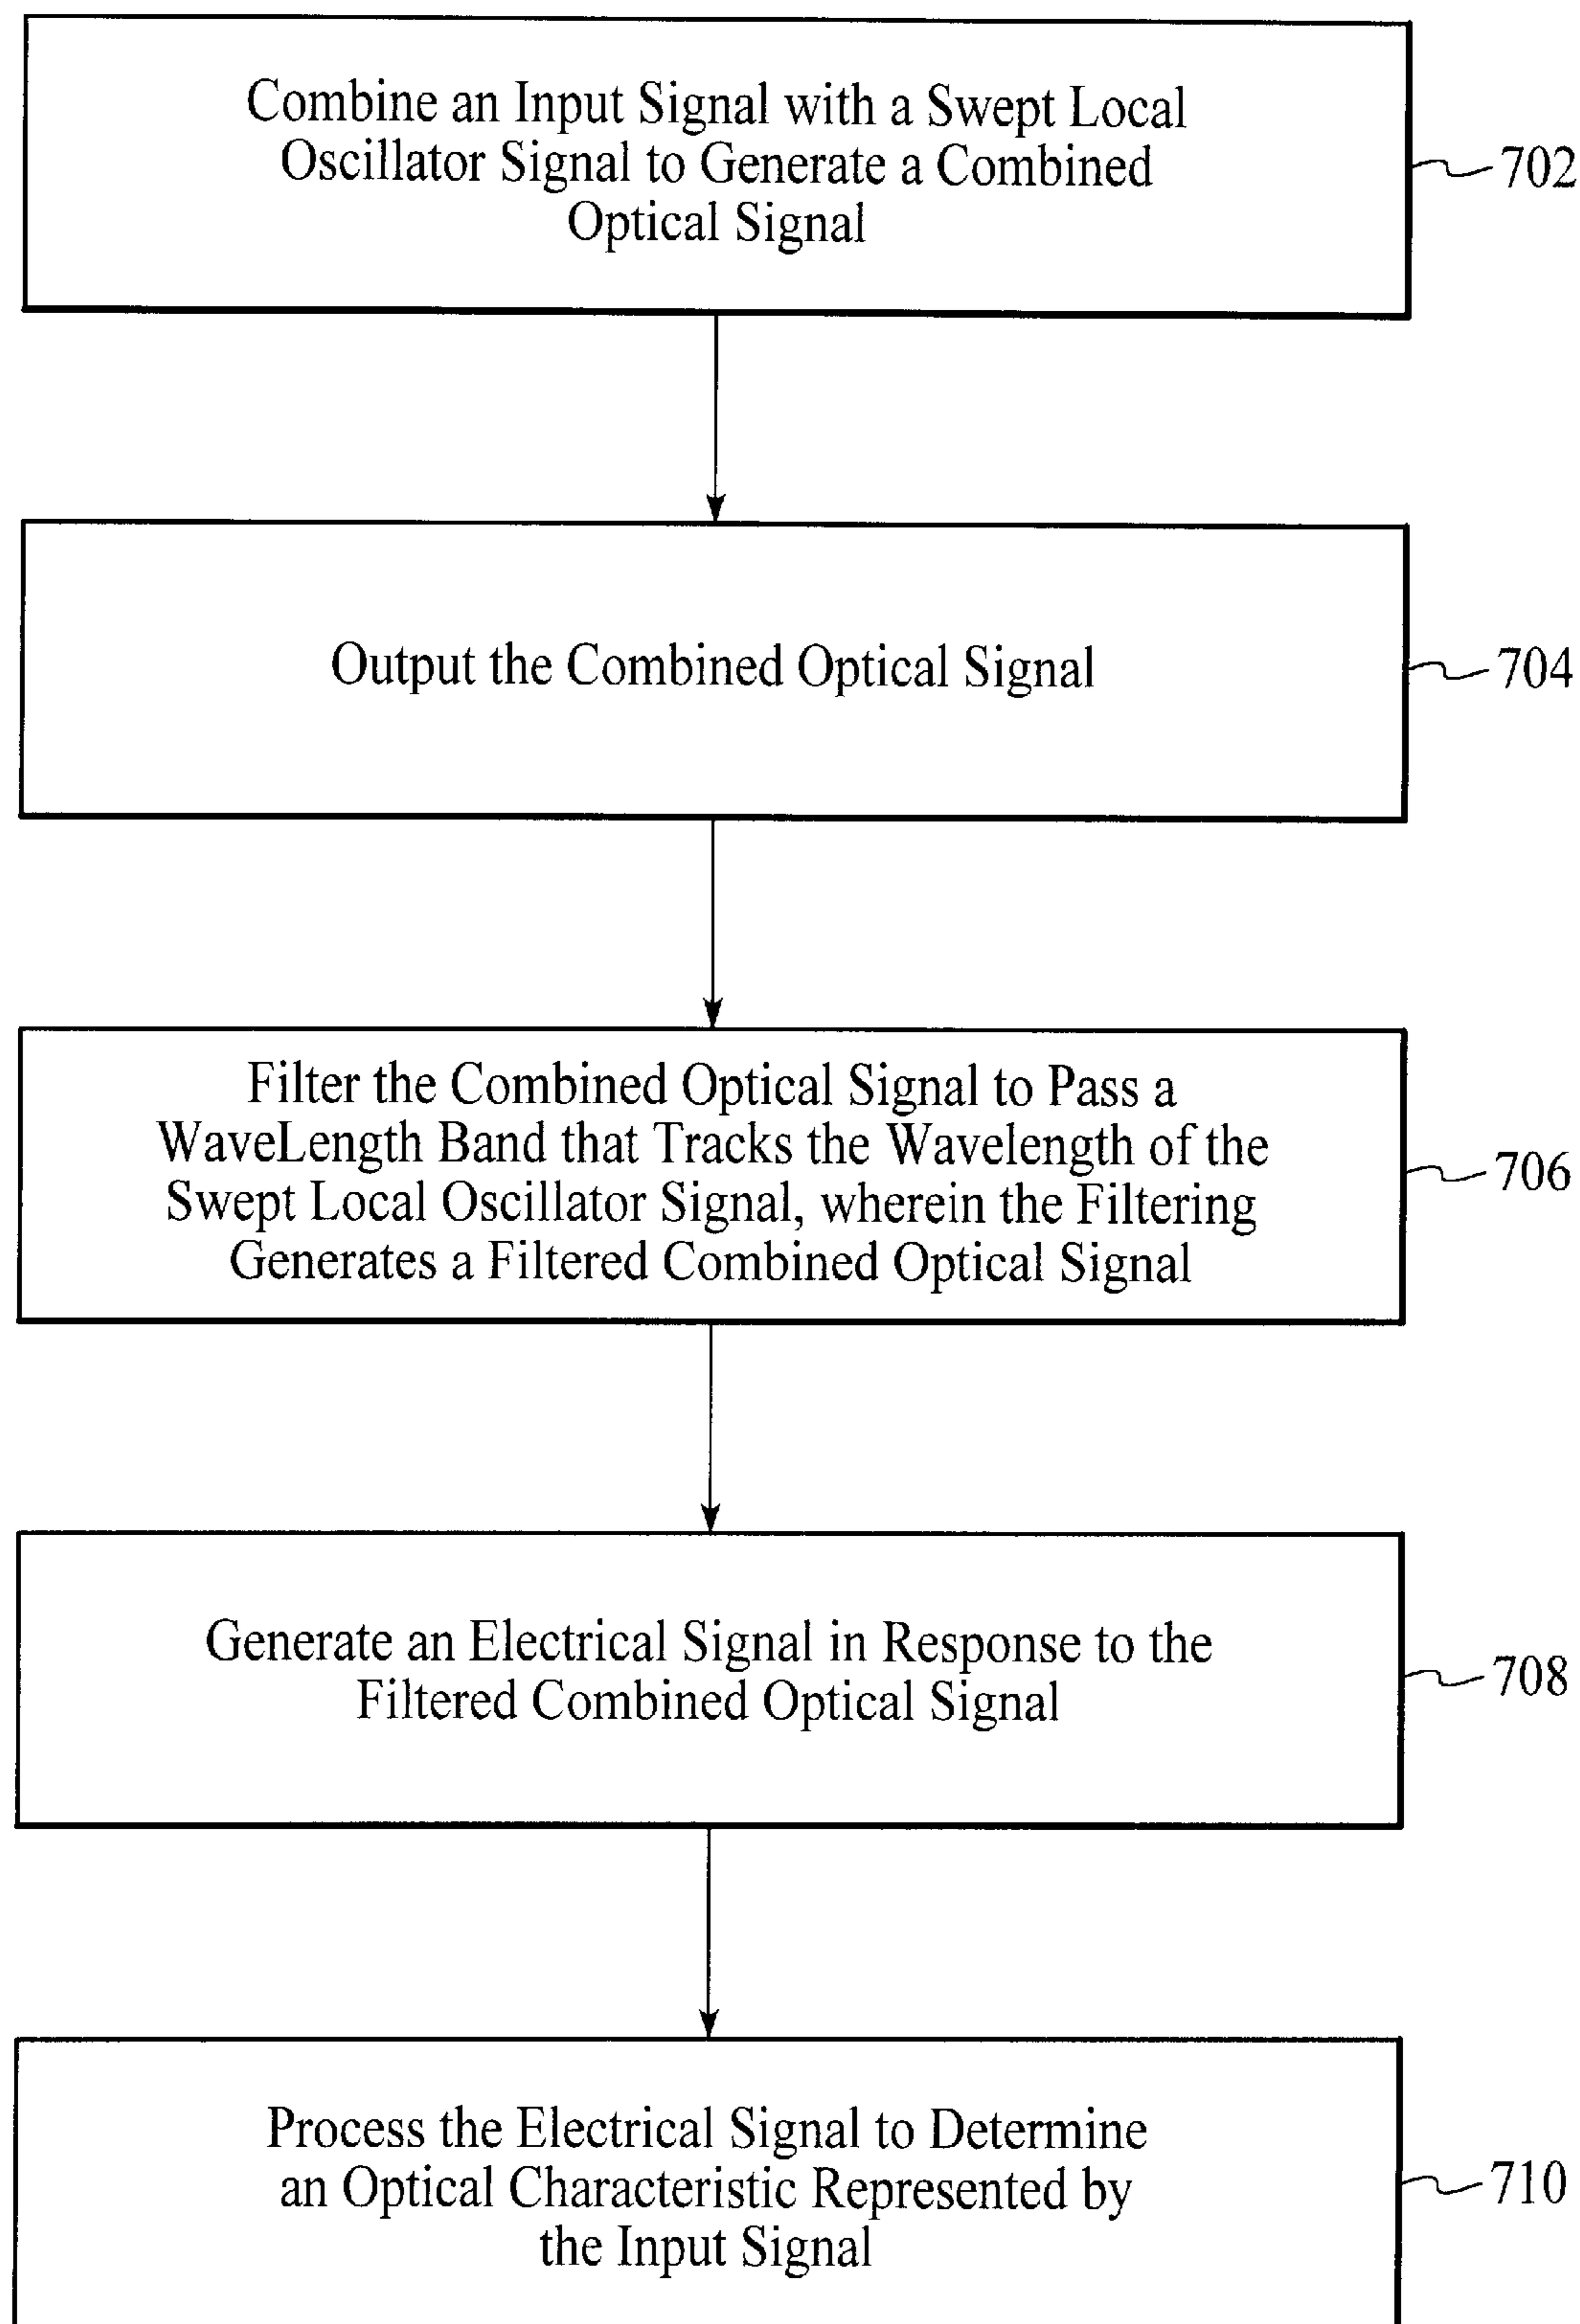 Combine an Input Signal with a Swept Local
Oscillator Signal to Generate a Combined
Optical Signal
702
Output the Combined Optical Signal
704
Filter the Combined Optical Signal to Pass a
WaveLength Band that Tracks the Wavelength of the
Swept Local Oscillator Signal, wherein the Filtering
Generates a Filtered Combined Optical Signal
706
Generate an Electrical Signal in Response to the
Filtered Combined Optical Signal
708
Process the Electrical Signal to Determine
an Optical Characteristic Represented by
the Input Signal
710